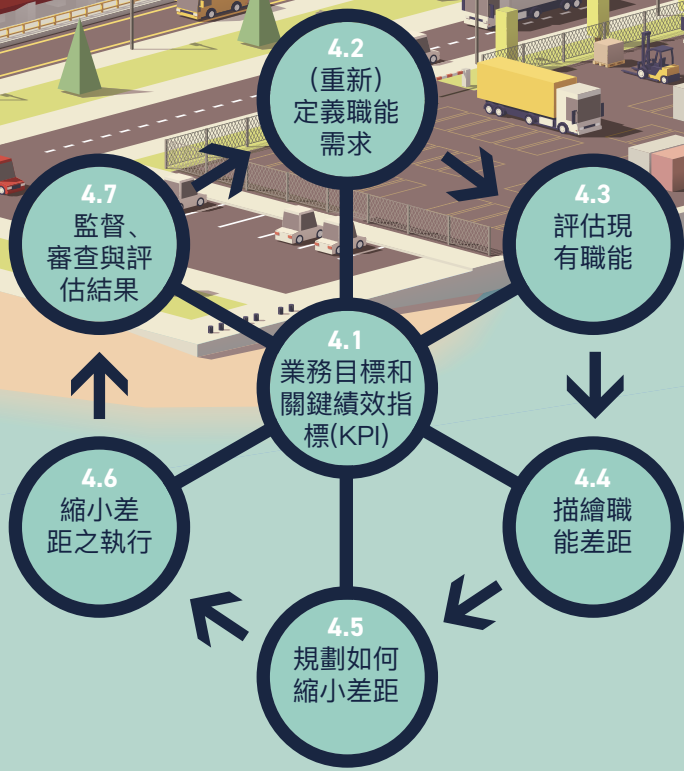 4.2
（重新）
定義職能
需求
4.3
評估現
有職能
4.4
描繪職
能差距
4.5
規劃如何
縮小差距
4.6
縮小差
距之執行
4.7
監督、
審查與評
估結果
4.1
業務目標和
關鍵績效指
標(KPI)